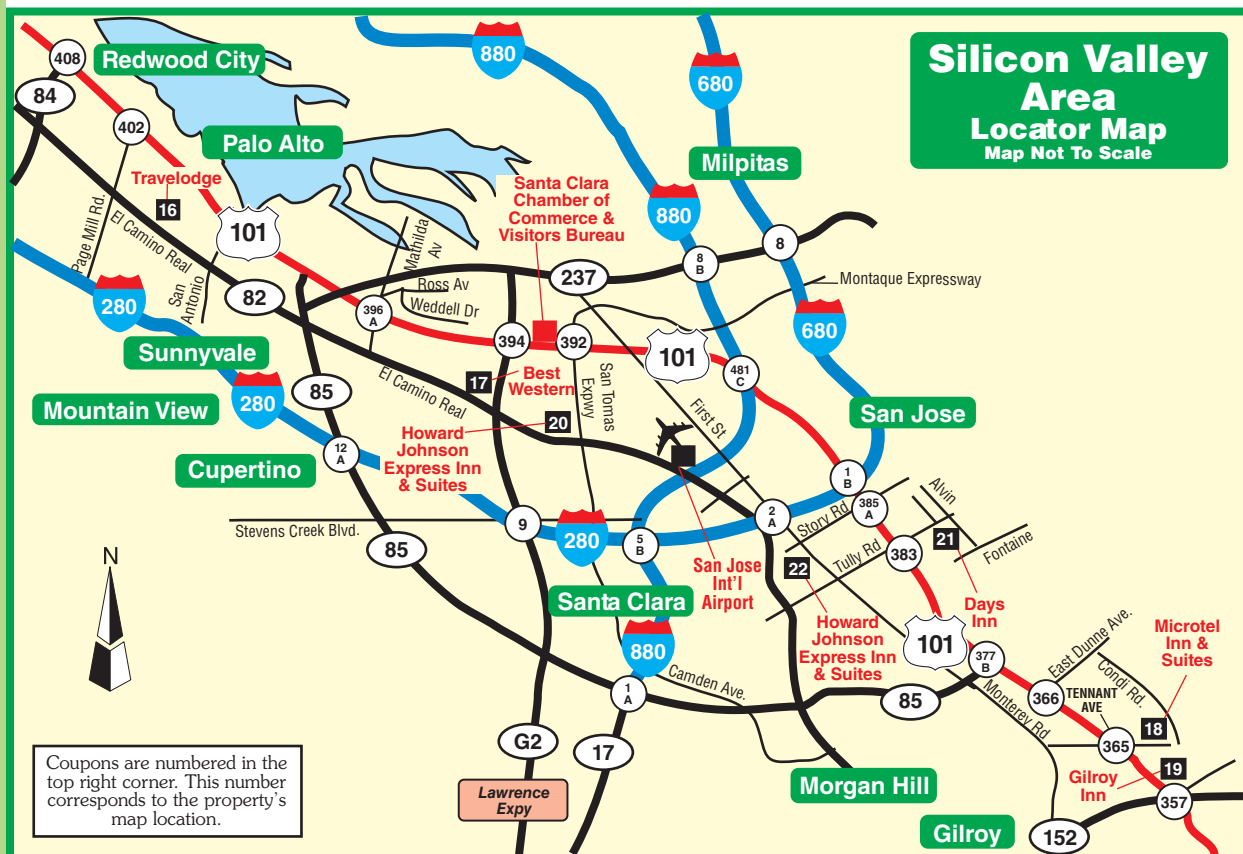 Silicon Valley
Area
Locator Map
Map Not To Scale
880
680
408
Redwood City
84
402
Palo Alto
Milpitas
Travelodge
16
Santa Clara
Chamber of
Commerce &
Visitors Bureau
880
Page Mill Rd.
El Camino Real
101
Mathilda
Av
8
B
8
237
Montaque Expressway
San
Antonio
Ross Av
Weddell Dr
280
82
396
A
680
394
392
101
Sunnyvale
85
17
Best
Western
481
C
El Camino Real
San Tomas
Expwy
First St
Mountain View
280
San Jose
20
Howard
Johnson
Express Inn
& Suites
12
A
Cupertino
1
B
385
A
Alvin
Stevens Creek Blvd.
9
280
5
B
2
A
Story Rd
Tully Rd
383
21
Fontaine
85
N
San Jose
Int'l
Airport
22
Santa Clara
Days
Inn
Howard
Johnson
Express Inn
& Suites
101
Microtel
Inn &
Suites
880
377
B
East Dunne Ave.
Condi Rd.
Camden Ave.
1
A
85
Monterey Rd
366
TENNANT
AVE
18
365
G2
17
Gilroy
Inn
19
Lawrence
Expy
Morgan Hill
357
Gilroy
152
Coupons are numbered in the
top right corner. This number
corresponds to the property's
map location.